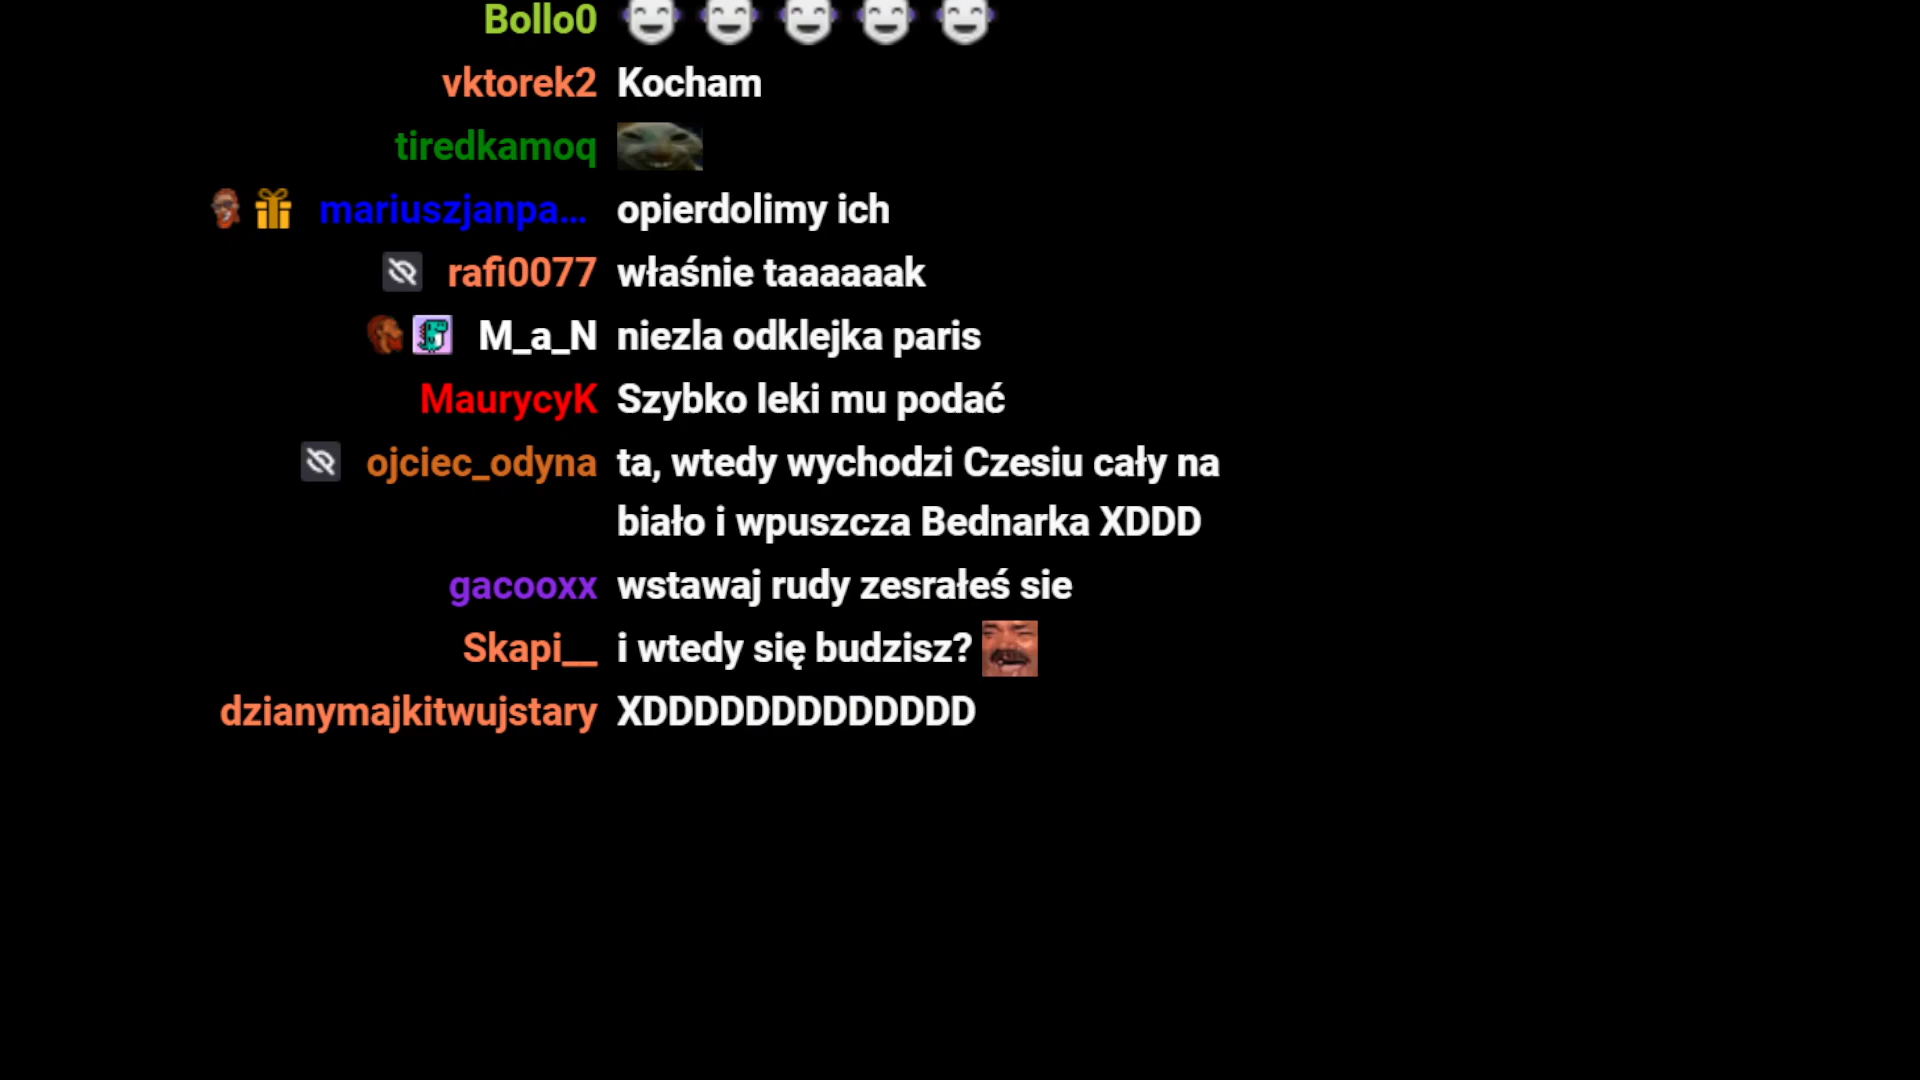 Bollo0
vktorek2 Kocham
tiredkamoq
mariuszjanpa... opierdolimy ich
rafi0077 właśnie taaaaaak
M_a_N niezla odklejka paris
MaurycyK Szybko leki mu podać
ojciec_odyna ta, wtedy wychodzi Czesiu cały na
biało i wpuszcza Bednarka XDDD
gacooxx wstawaj rudy zesrałeś sie
Skapi__ i wtedy się budzisz?
dzianymajkitwujstary XDDDDDDDDDDDDD